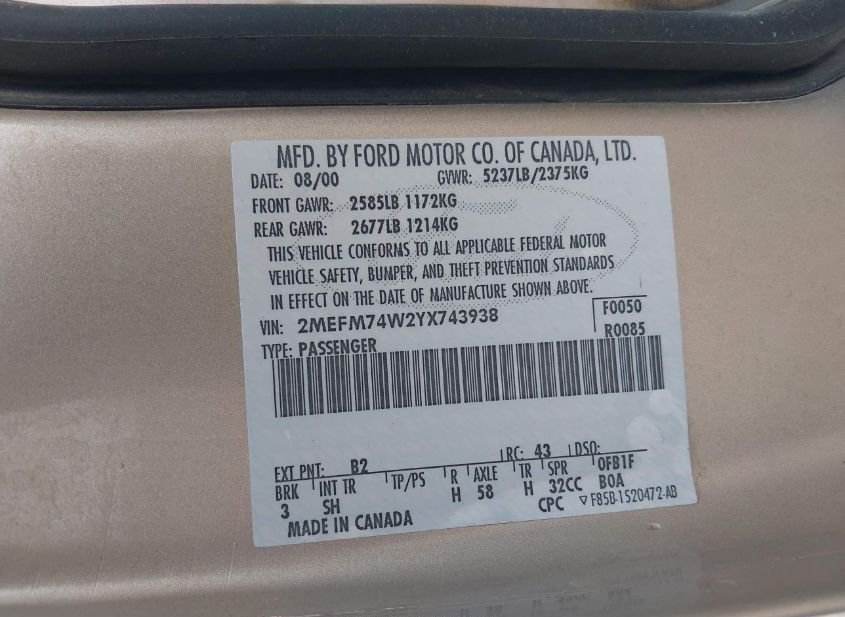 MFD. BY FORD MOTOR CO. OF CANADA, LTD.
DATE: 08/00 GVWR: 5237LB/2375KG
FRONT GAWR: 2585LB 1172KG
REAR GAWR: 2677LB 1214KG
THIS VEHICLE CONFORMS TO ALL APPLICABLE FEDERAL MOTOR
VEHICLE SAFETY, BUMPER, AND THEFT PREVENTION STANDARDS
IN EFFECT ON THE DATE OF MANUFACTURE SHOWN ABOVE.
VIN: 2MEFM74W2YX743938 F0050
TYPE: PASSENGER R0085
EXT PNT: B2 RC: 43 DSO:
BRK INT TR TP/PS R AXLE TR SPR 0FB1F
3 SH H 58 H 32CC B0A
MADE IN CANADA CPC ▽ F85B-1520472-AB